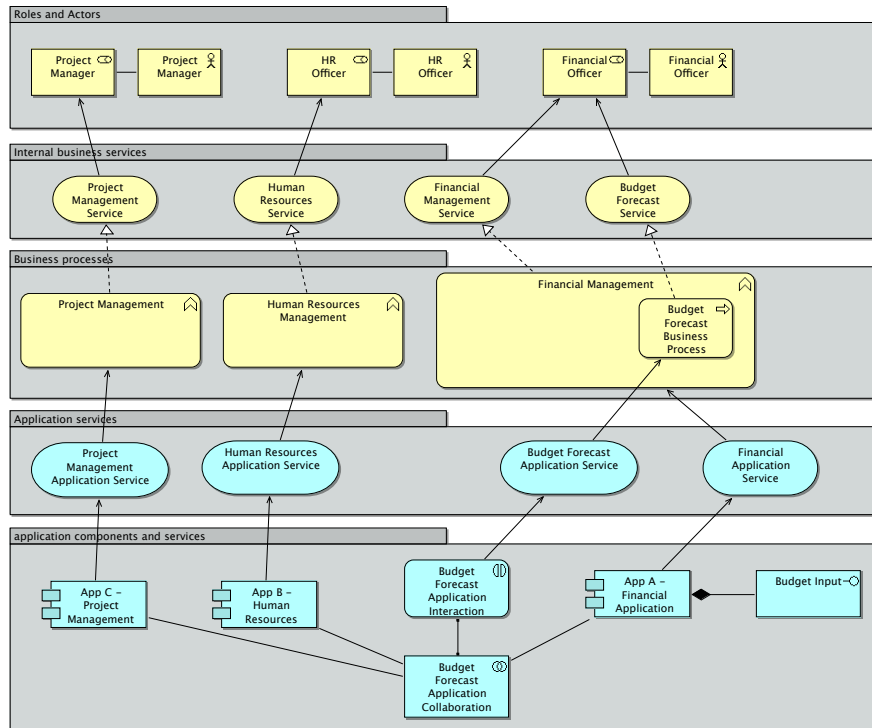 Roles and Actors
Project
Manager
Project
Manager
HR
Officer
HR
Officer
Financial
Officer
Financial
Officer
Internal business services
Project
Management
Service
Human
Resources
Service
Financial
Management
Service
Budget
Forecast
Service
Business processes
Project Management
Human Resources
Management
Financial Management
Budget
Forecast
Business
Process
Application services
Project
Management
Application Service
Human Resources
Application Service
Budget Forecast
Application Service
Financial
Application
Service
application components and services
App C –
Project
Management
App B –
Human
Resources
Budget
Forecast
Application
Interaction
App A –
Financial
Application
Budget Input
Budget
Forecast
Application
Collaboration